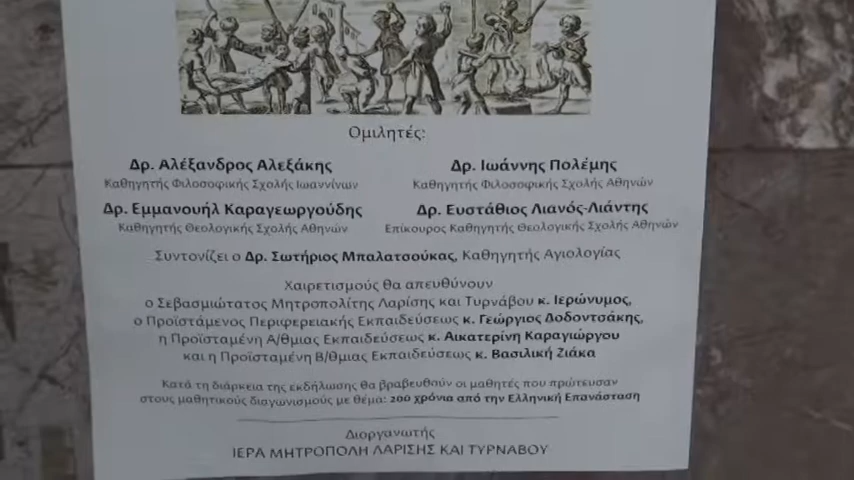 Ομιλητές:
Δρ. Αλέξανδρος Αλεξάκης
Καθηγητής Φιλοσοφικής Σχολής Ιωαννίνων
Δρ. Ιωάννης Πολέμης
Καθηγητής Φιλοσοφικής Σχολής Αθηνών
Δρ. Εμμανουήλ Καραγεωργούδης
Καθηγητής Θεολογικής Σχολής Αθηνών
Δρ. Ευστάθιος Λιανός-Λιάντης
Επίκουρος Καθηγητής Θεολογικής Σχολής Αθηνών
Συντονίζει ο Δρ. Σωτήριος Μπαλατσούκας, Καθηγητής Αγιολογίας
Χαιρετισμούς θα απευθύνουν
ο Σεβασμιώτατος Μητροπολίτης Λαρίσης και Τυρνάβου κ. Ιερώνυμος,
ο Προϊστάμενος Περιφερειακής Εκπαιδεύσεως κ. Γεώργιος Δοδοντσάκης,
η Προϊσταμένη Α/θμιας Εκπαιδεύσεως κ. Αικατερίνη Καραγιώργου
και η Προϊσταμένη Β/θμιας Εκπαιδεύσεως κ. Βασιλική Ζιάκα
Κατά τη διάρκεια της εκδήλωσης θα βραβευθούν οι μαθητές που πρώτευσαν
στους μαθητικούς διαγωνισμούς με θέμα: 200 χρόνια από την Ελληνική Επανάσταση
Διοργανωτής
ΙΕΡΑ ΜΗΤΡΟΠΟΛΗ ΛΑΡΙΣΗΣ ΚΑΙ ΤΥΡΝΑΒΟΥ